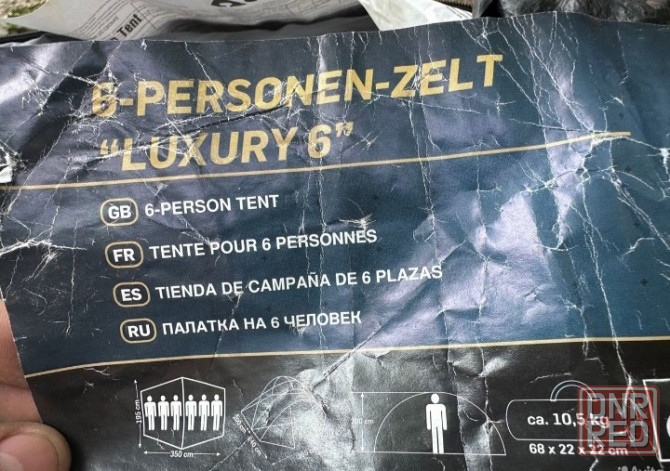 Tent
6-PERSONEN-ZELT
"LUXURY 6"
GB 6-PERSON TENT
FR TENTE POUR 6 PERSONNES
ES TIENDA DE CAMPAÑA DE 6 PLAZAS
RU ПАЛАТКА НА 6 ЧЕЛОВЕК
195 cm
350 cm
ca. 10,5 kg
68 x 22 x 22 cm
DNR
RED